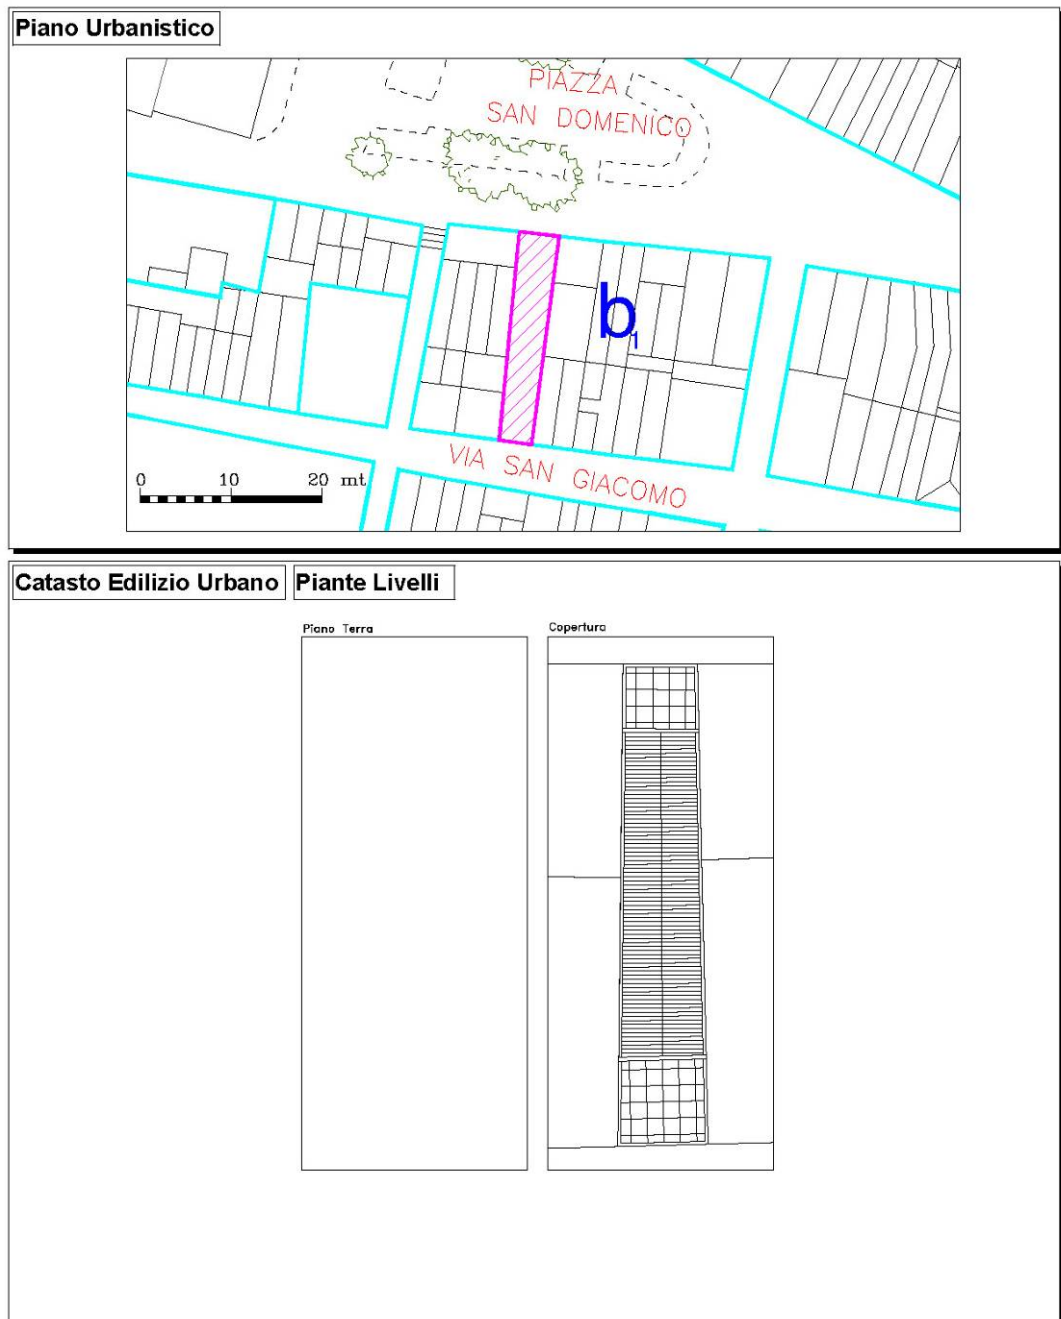 Piano Urbanistico
PIAZZA
SAN DOMENICO
b1
VIA SAN GIACOMO
0 10 20 mt
Catasto Edilizio Urbano Piante Livelli
Piano Terra Copertura